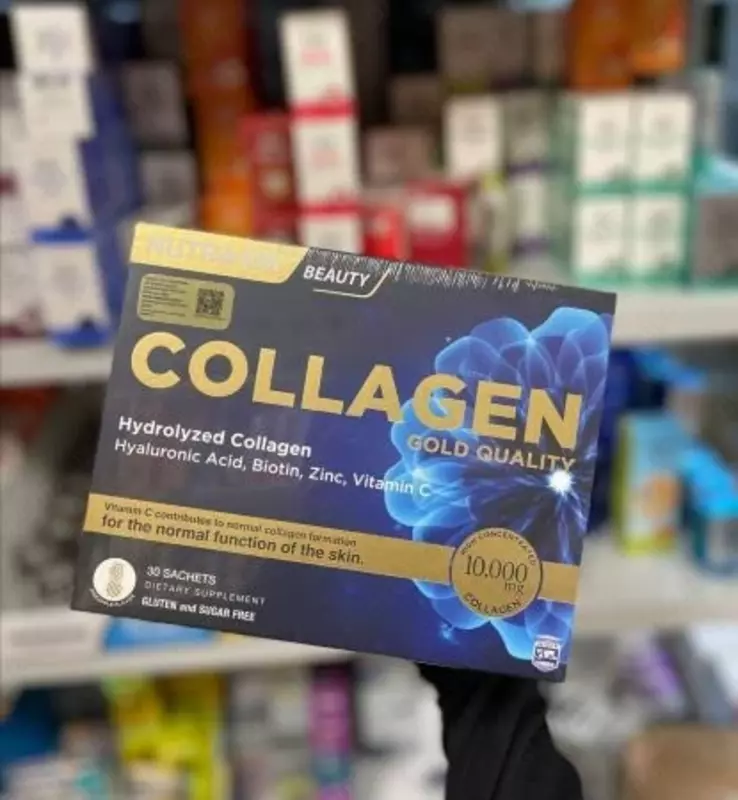 BEAUTY
COLLAGEN
GOLD QUALITY
Hydrolyzed Collagen
Hyaluronic Acid, Biotin, Zinc, Vitamin C
Vitamin C contributes to normal collagen formation
for the normal function of the skin.
HIGH CONCENTRATED
10.000
mg
COLLAGEN
30 SACHETS
DIETARY SUPPLEMENT
GLUTEN and SUGAR FREE